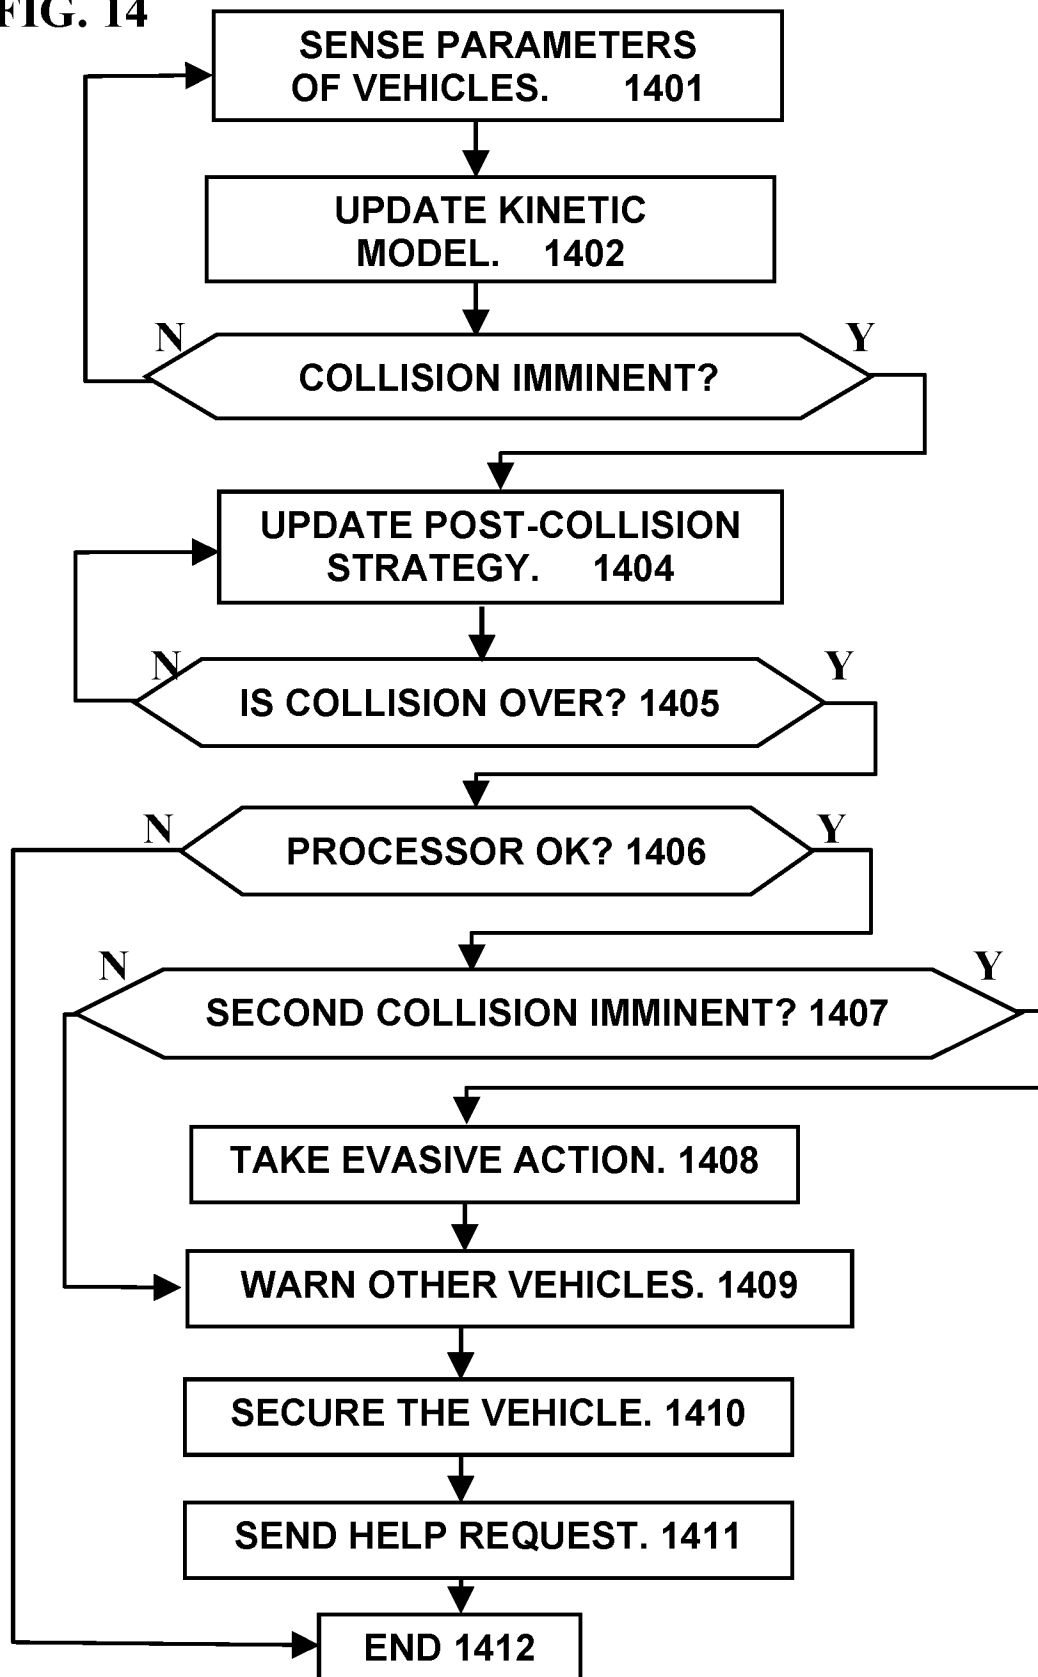 FIG. 14
SENSE PARAMETERS
OF VEHICLES. 1401
UPDATE KINETIC
MODEL. 1402
N
Y
COLLISION IMMINENT?
UPDATE POST-COLLISION
STRATEGY. 1404
N
Y
IS COLLISION OVER? 1405
N
Y
PROCESSOR OK? 1406
N
Y
SECOND COLLISION IMMINENT? 1407
TAKE EVASIVE ACTION. 1408
WARN OTHER VEHICLES. 1409
SECURE THE VEHICLE. 1410
SEND HELP REQUEST. 1411
END 1412